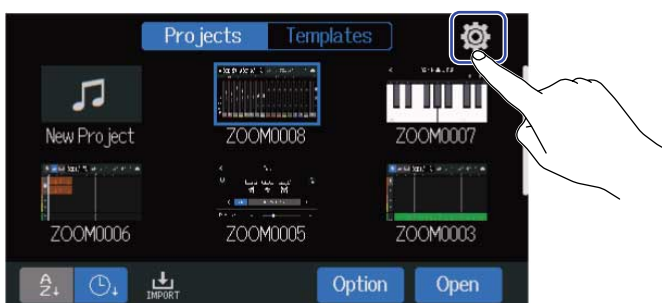 Projects Templates
New Project ZOOM0008 ZOOM0007
ZOOM0006 ZOOM0005 ZOOM0003
A Z IMPORT Option Open